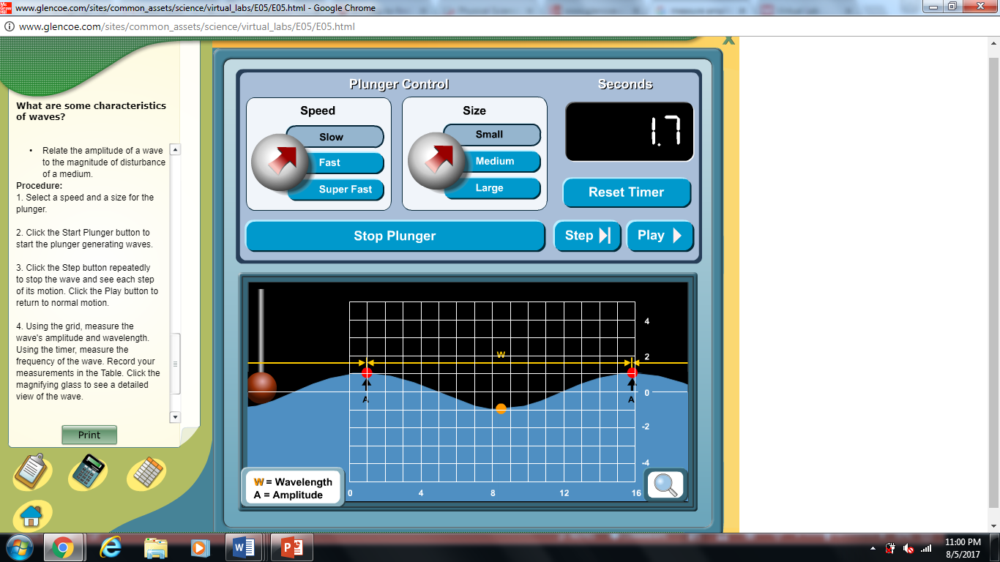 www.glencoe.com/sites/common_assets/science/virtual_labs/E05/E05.html - Google Chrome
www.glencoe.com/sites/common_assets/science/virtual_labs/E05/E05.html
What are some characteristics
of waves?
• Relate the amplitude of a wave
to the magnitude of disturbance
of a medium.
Procedure:
1. Select a speed and a size for the
plunger.
2. Click the Start Plunger button to
start the plunger generating waves.
3. Click the Step button repeatedly
to stop the wave and see each step
of its motion. Click the Play button to
return to normal motion.
4. Using the grid, measure the
wave's amplitude and wavelength.
Using the timer, measure the
frequency of the wave. Record your
measurements in the Table. Click the
magnifying glass to see a detailed
view of the wave.
Print
X
Plunger Control
Seconds
Speed
Slow
Fast
Super Fast
Size
Small
Medium
Large
1.7
Reset Timer
Stop Plunger
Step
Play
4
2
0
-2
-4
W
A
A
W = Wavelength
A = Amplitude
0 4 8 12 16
11:00 PM
8/5/2017